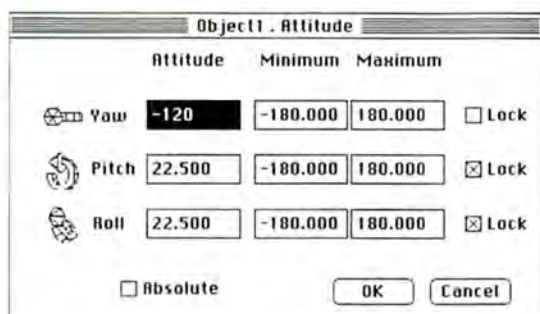 Object1 . Attitude
Attitude Minimum Maximum
Yaw -120 -180.000 180.000 Lock
Pitch 22.500 -180.000 180.000 Lock
Roll 22.500 -180.000 180.000 Lock
Absolute OK Cancel